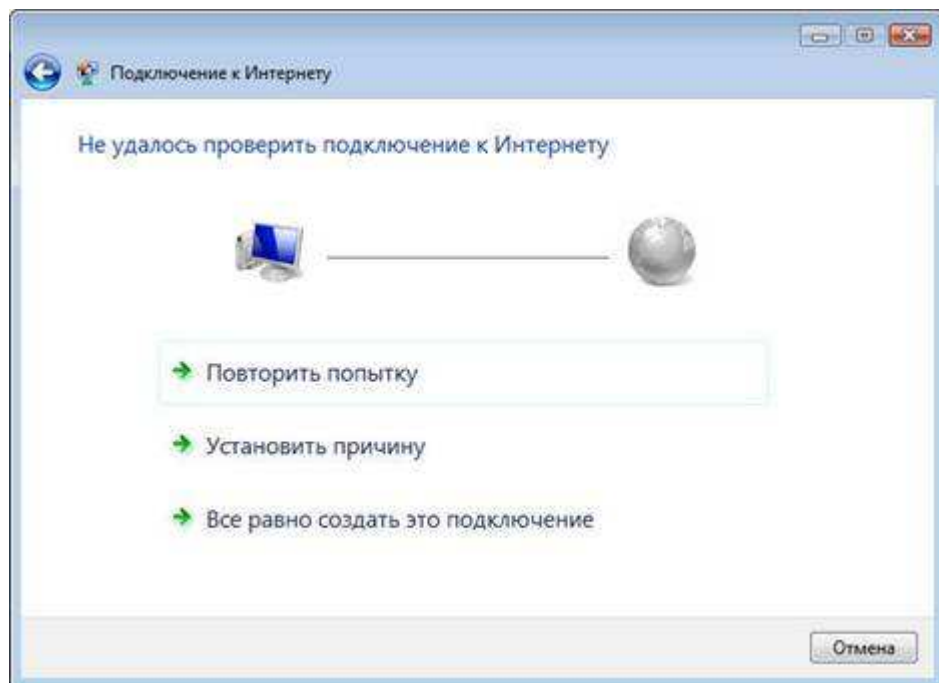 Подключение к Интернету
Не удалось проверить подключение к Интернету
Повторить попытку
Установить причину
Все равно создать это подключение
Отмена